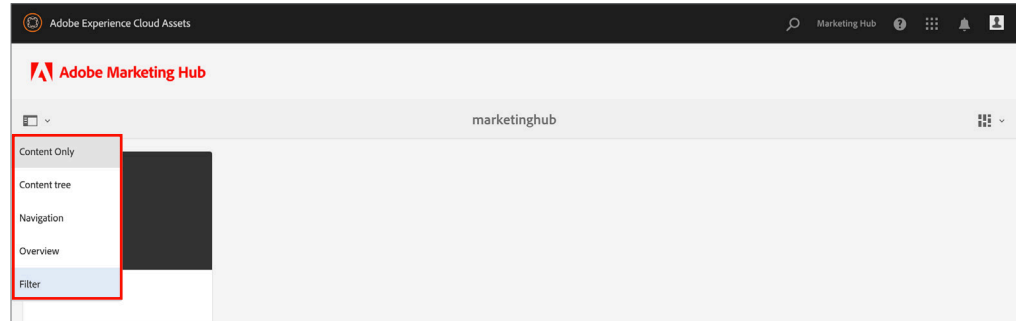 Adobe Experience Cloud Assets
Marketing Hub
Adobe Marketing Hub
marketinghub
Content Only
Content tree
Navigation
Overview
Filter